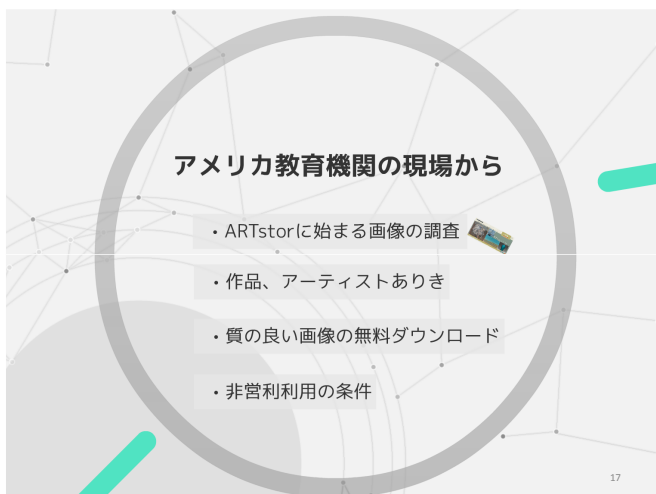 アメリカ教育機関の現場から
・ARTstorに始まる画像の調査
・作品、アーティストありき
・質の良い画像の無料ダウンロード
・非営利利用の条件
17